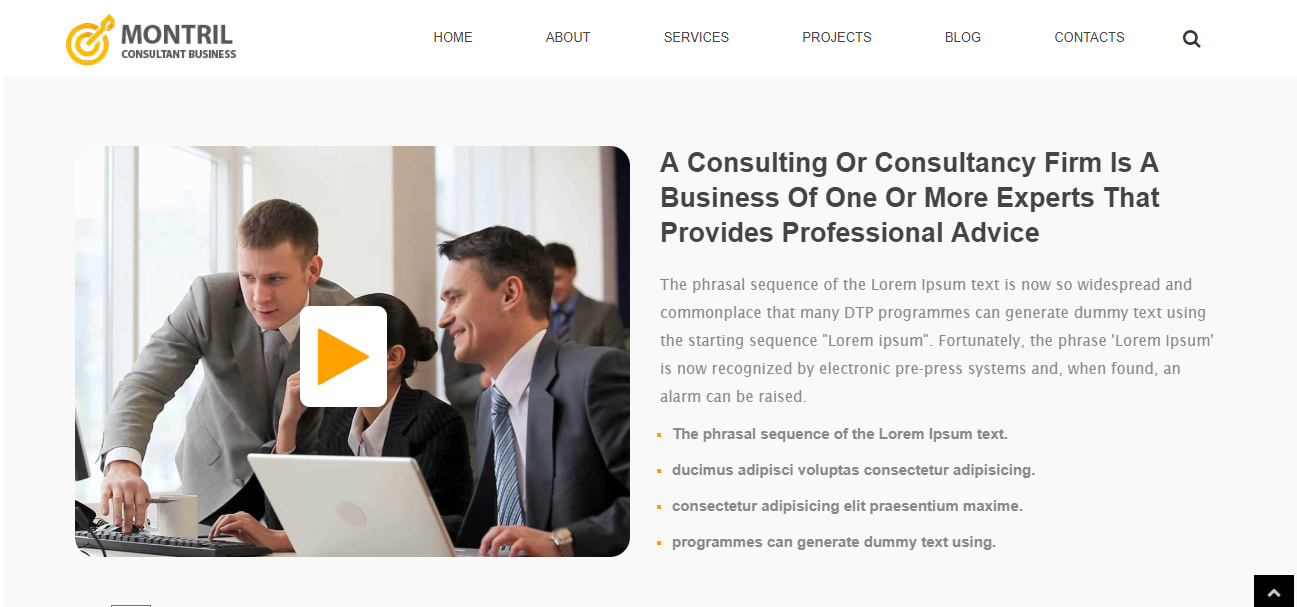 MONTRIL
CONSULTANT BUSINESS
HOME
ABOUT
SERVICES
PROJECTS
BLOG
CONTACTS
A Consulting Or Consultancy Firm Is A
Business Of One Or More Experts That
Provides Professional Advice
The phrasal sequence of the Lorem Ipsum text is now so widespread and
commonplace that many DTP programmes can generate dummy text using
the starting sequence "Lorem ipsum". Fortunately, the phrase 'Lorem Ipsum'
is now recognized by electronic pre-press systems and, when found, an
alarm can be raised.
The phrasal sequence of the Lorem Ipsum text.
ducimus adipisci voluptas consectetur adipisicing.
consectetur adipisicing elit praesentium maxime.
programmes can generate dummy text using.